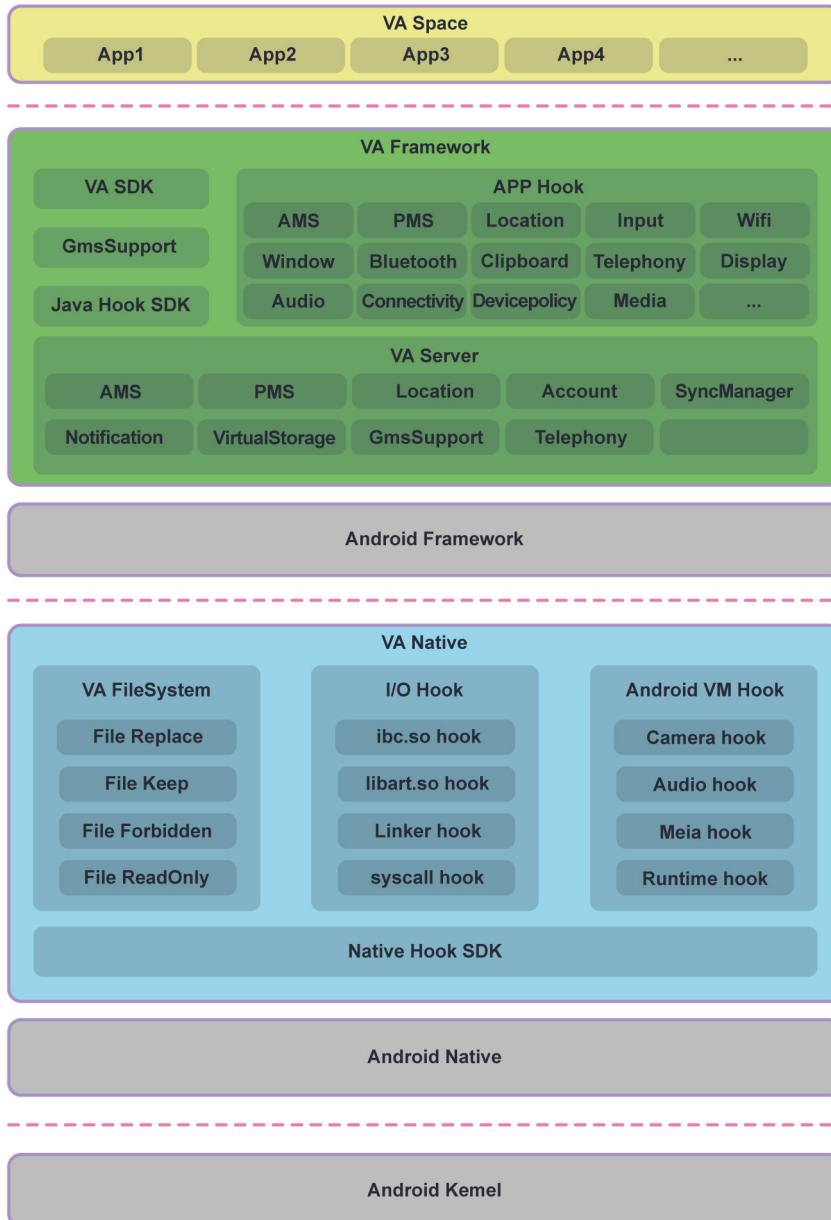 VA Space
App1 App2 App3 App4 ...
VA Framework
VA SDK
GmsSupport
Java Hook SDK
APP Hook
AMS PMS Location Input Wifi
Window Bluetooth Clipboard Telephony Display
Audio Connectivity Devicepolicy Media ...
VA Server
AMS PMS Location Account SyncManager
Notification VirtualStorage GmsSupport Telephony
Android Framework
VA Native
VA FileSystem
File Replace
File Keep
File Forbidden
File ReadOnly
I/O Hook
ibc.so hook
libart.so hook
Linker hook
syscall hook
Android VM Hook
Camera hook
Audio hook
Meia hook
Runtime hook
Native Hook SDK
Android Native
Android Kemel